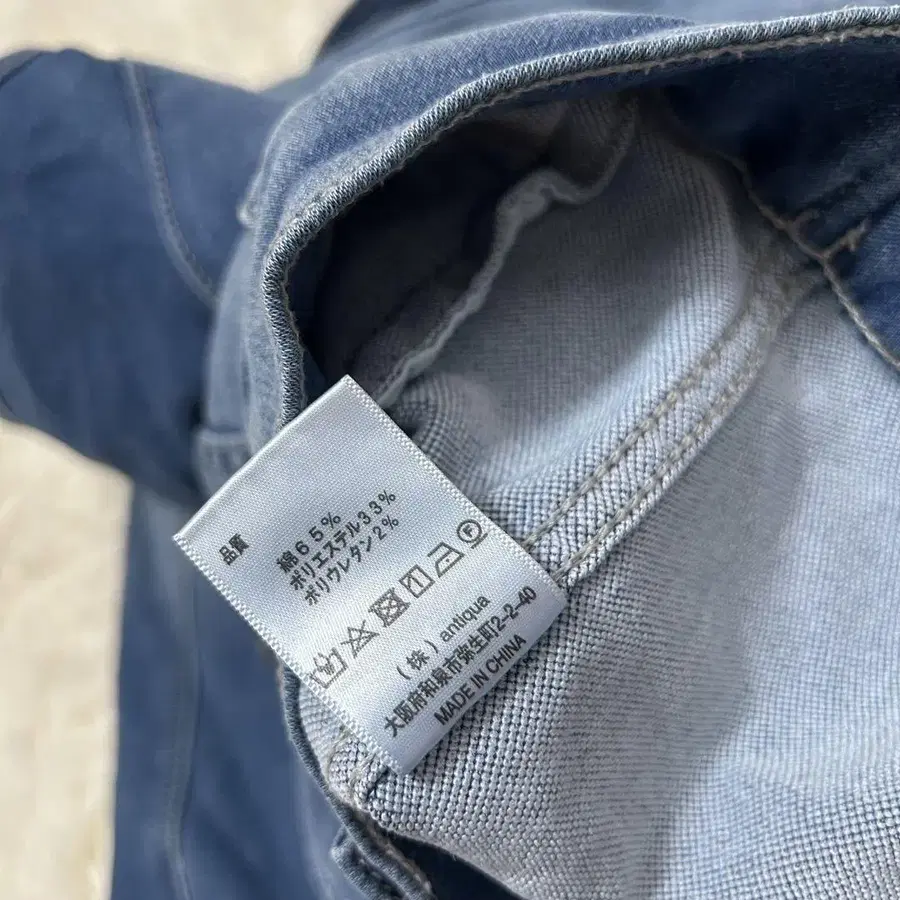 品質
綿65%
ポリエステル33%
ポリウレタン2%
F
(株) antiqua
大阪府和泉市弥生町2-2-40
MADE IN CHINA